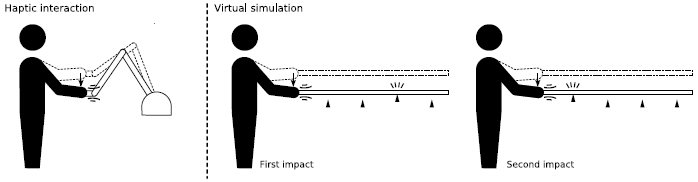 Haptic interaction
Virtual simulation
First impact
Second impact